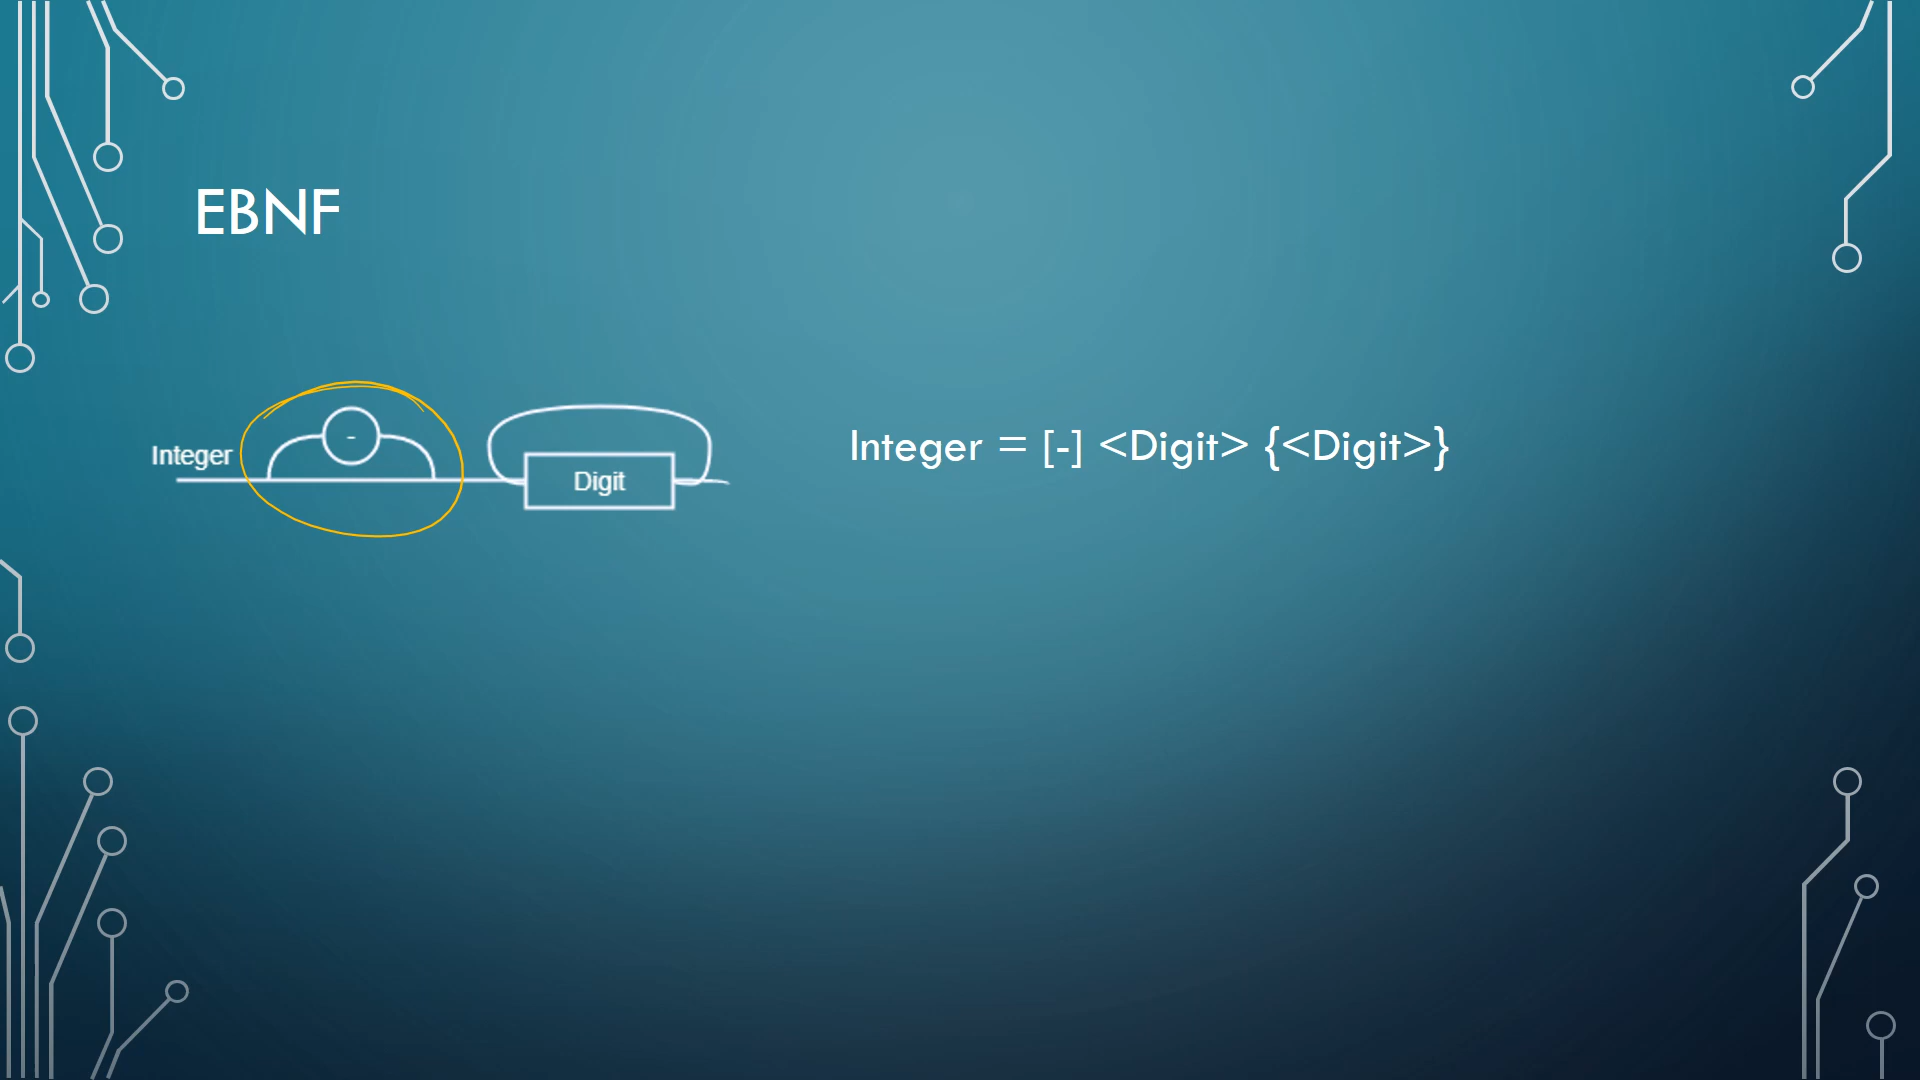 EBNF
Integer
-
Digit
Integer = [-] <Digit> {<Digit>}